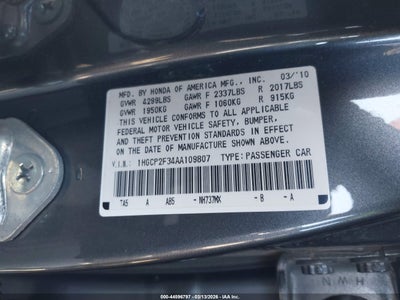 MFD. BY HONDA OF AMERICA MFG., INC. 03/'10
GVWR 4299LBS GAWR F 2337LBS R 2017LBS
GVWR 1950KG GAWR F 1060KG R 915KG
THIS VEHICLE CONFORMS TO ALL APPLICABLE
FEDERAL MOTOR VEHICLE SAFETY, BUMPER,
AND THEFT PREVENTION STANDARDS IN EFFECT
ON THE DATE OF MANUFACTURE SHOWN ABOVE.
V.I.N.: 1HGCP2F34AA109807 TYPE: PASSENGER CAR
TA5 A AB5 - NH737MX - B - A
H W N
000-44596797 - 03/13/2026 - IAA, Inc.